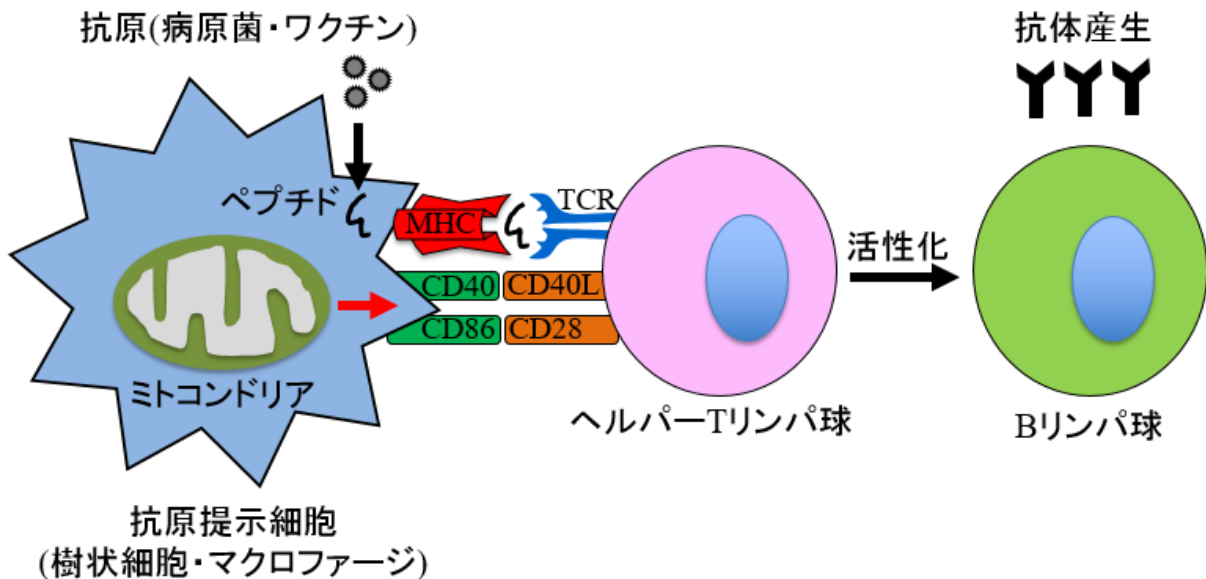 抗原(病原菌・ワクチン)
抗体産生
ペプチド
MHC
TCR
CD40
CD40L
CD86
CD28
活性化
ミトコンドリア
ヘルパーTリンパ球
Bリンパ球
抗原提示細胞
(樹状細胞・マクロファージ)